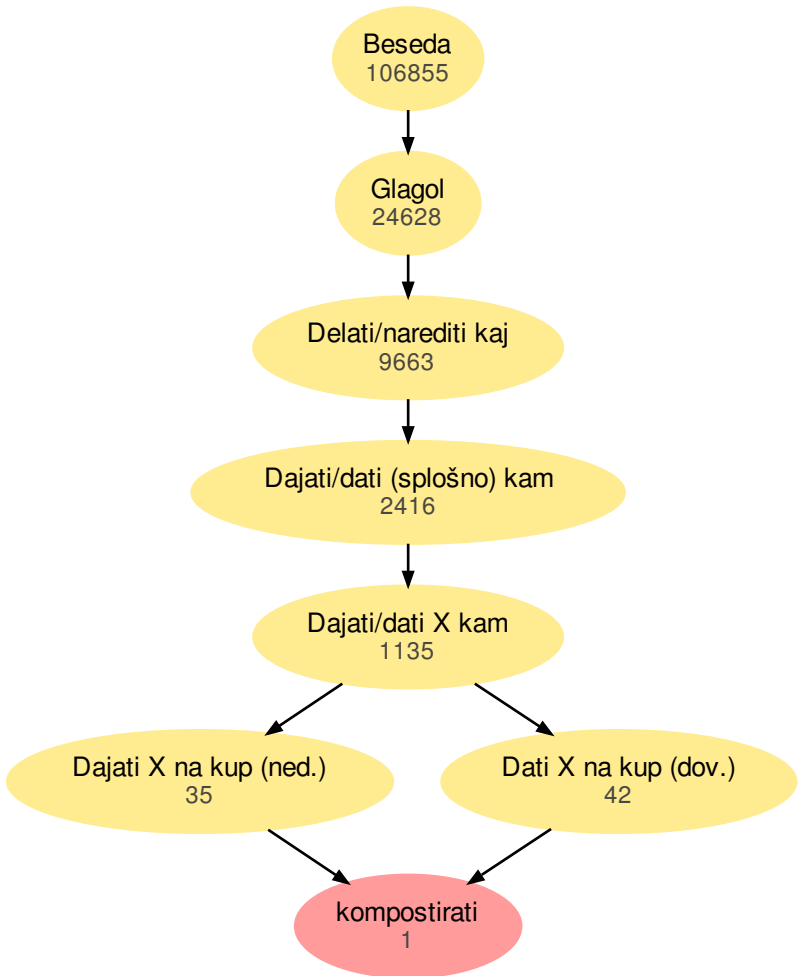 Beseda
106855
Glagol
24628
Delati/narediti kaj
9663
Dajati/dati (splošno) kam
2416
Dajati/dati X kam
1135
Dajati X na kup (ned.)
35
Dati X na kup (dov.)
42
kompostirati
1